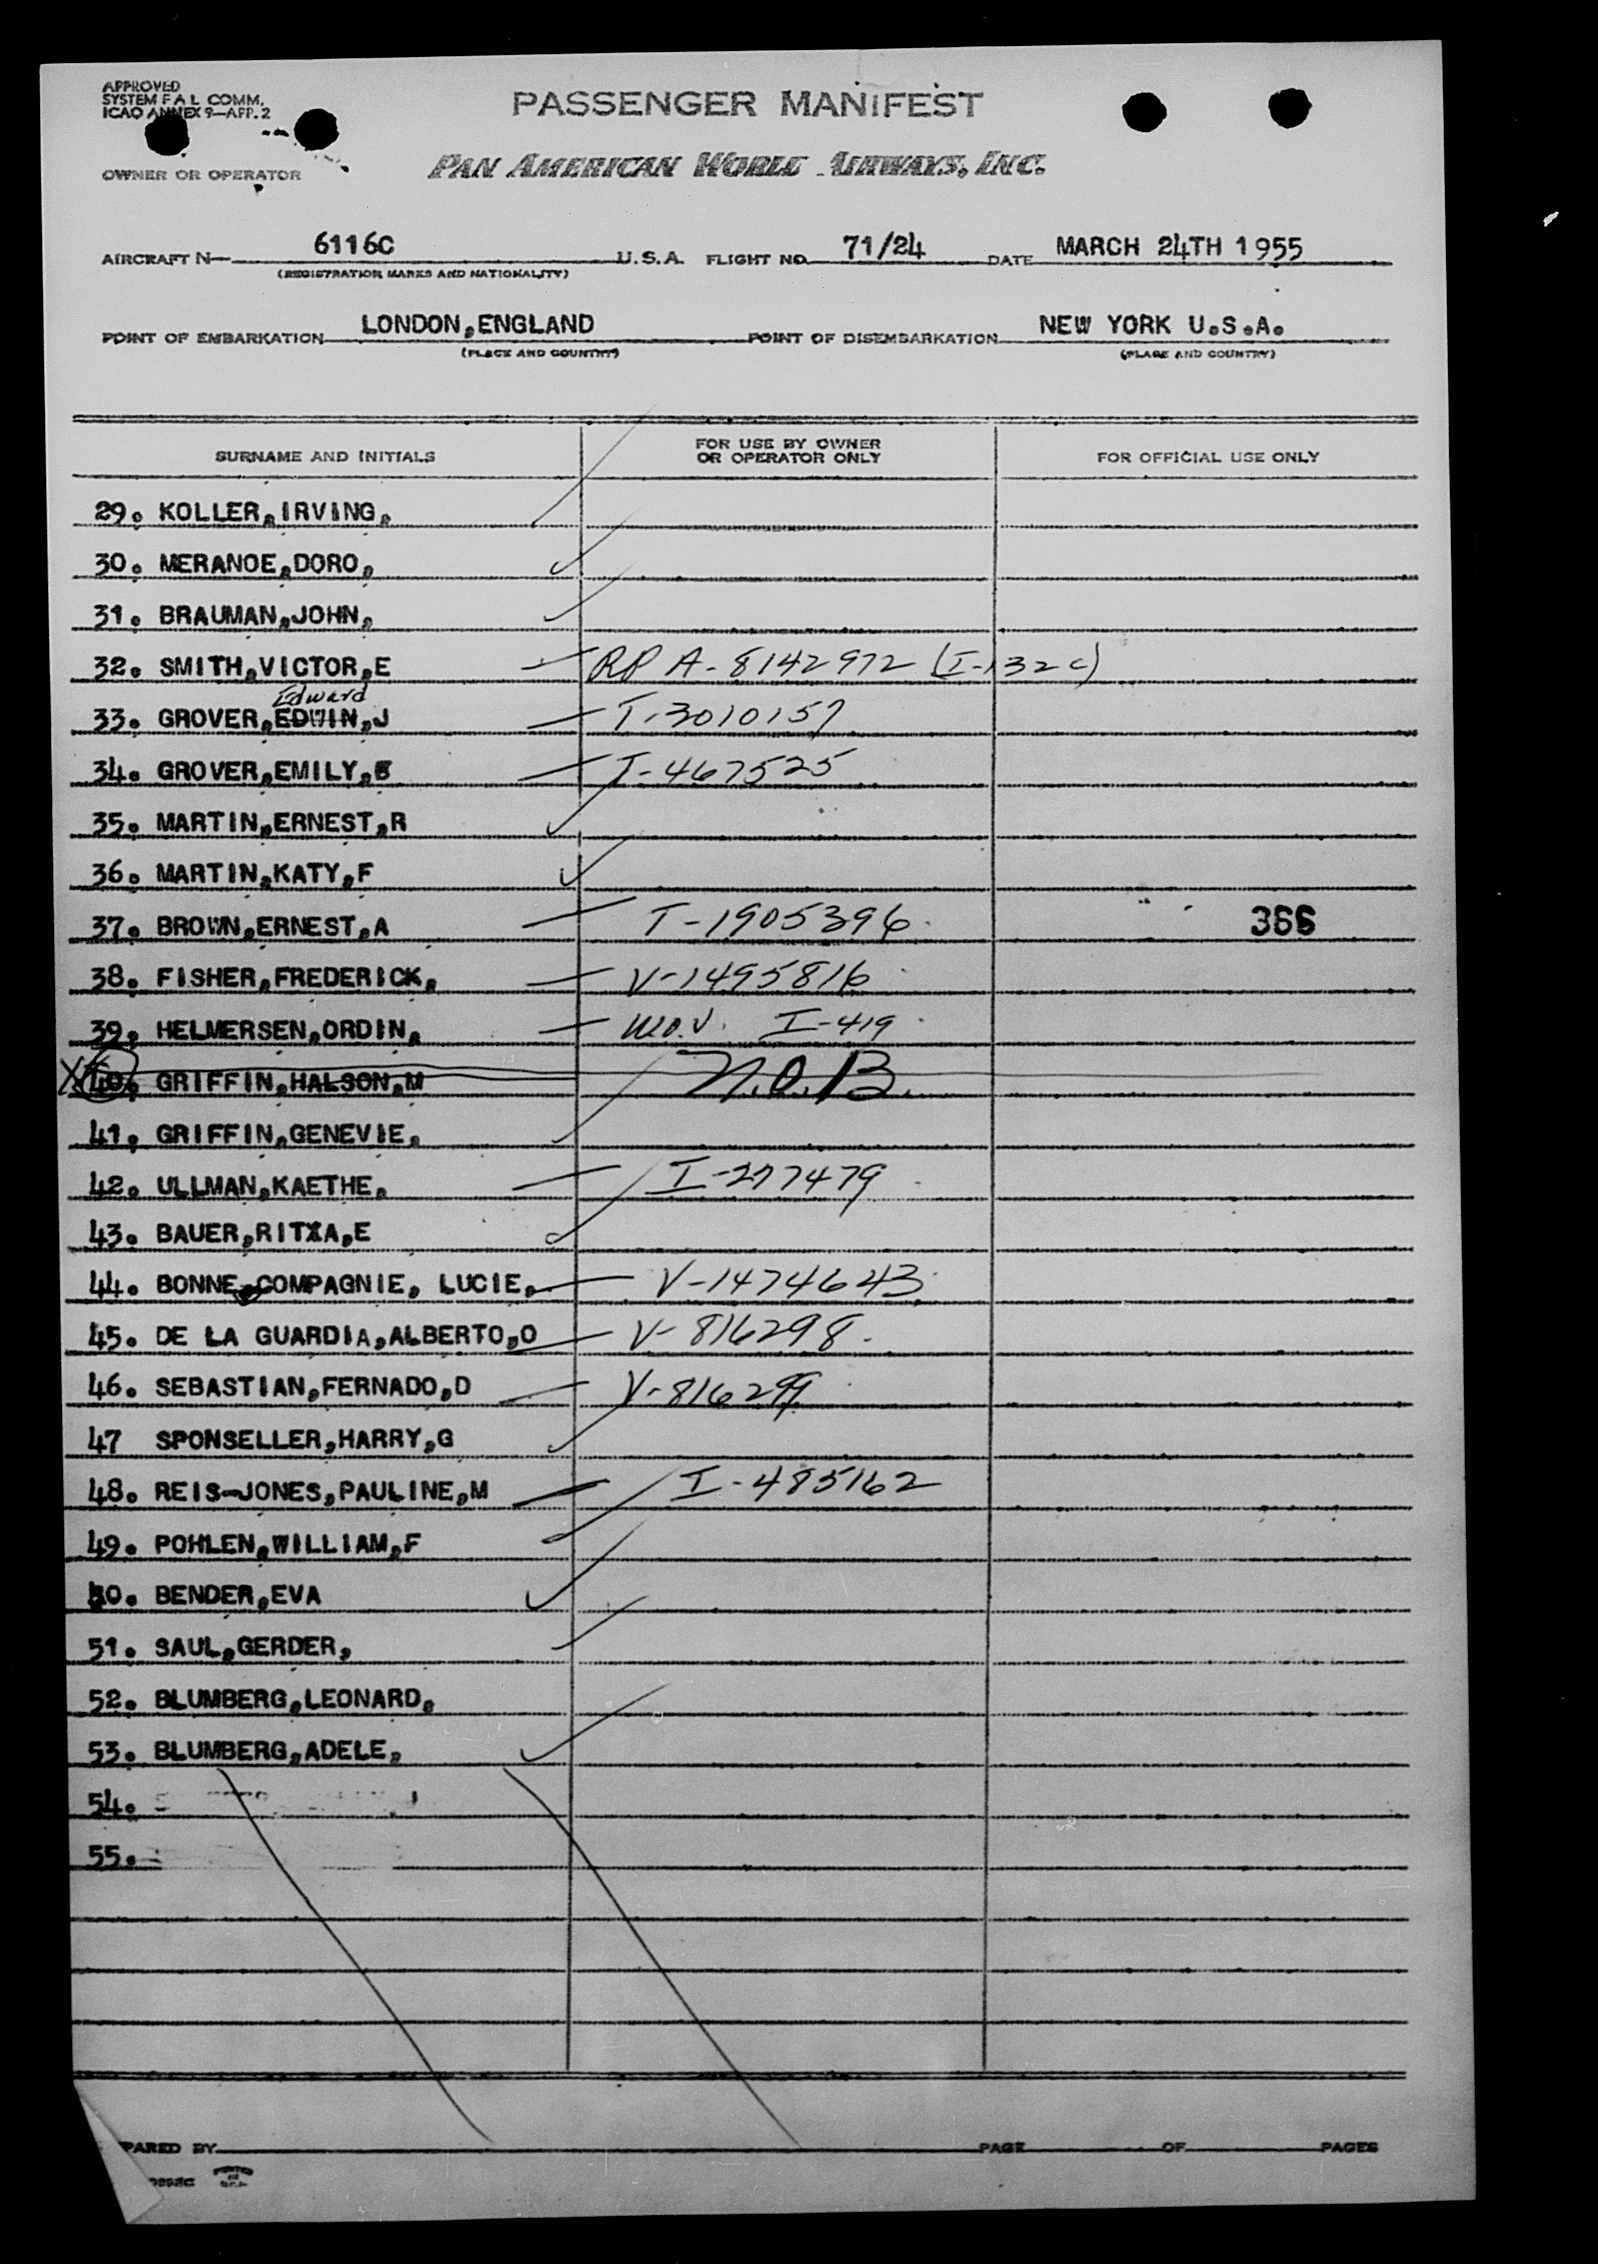 APPROVED
SYSTEM F A L COMM.
ICAO ANNEX 9—APP. 2
PASSENGER MANIFEST
OWNER OR OPERATOR
PAN AMERICAN WORLD AIRWAYS, INC.
AIRCRAFT N— 6116C U.S.A. FLIGHT NO. 71/24 DATE MARCH 24TH 1955
(REGISTRATION MARKS AND NATIONALITY)
POINT OF EMBARKATION LONDON,ENGLAND POINT OF DISEMBARKATION NEW YORK U.S.A.
(PLACE AND COUNTRY) (PLACE AND COUNTRY)
SURNAME AND INITIALS FOR USE BY OWNER OR OPERATOR ONLY FOR OFFICIAL USE ONLY
29. KOLLER,IRVING.
30. MERANOE,DORO,
31. BRAUMAN,JOHN,
32. SMITH,VICTOR,E RP A-8142972 (I-132c)
Edward
33. GROVER,EDWIN,J T-3010157
34. GROVER,EMILY,B I-467525
35. MARTIN,ERNEST,R
36. MARTIN,KATY,F
37. BROWN,ERNEST,A T-1905396. 366
38. FISHER,FREDERICK, V-1495816
39. HELMERSEN,ORDIN, W.O.V. I-419
X 40. GRIFFIN,HALSON,M N.O.B.
41. GRIFFIN,GENEVIE.
42. ULLMAN,KAETHE. I-277479
43. BAUER,RITXA,E
44. BONNE COMPAGNIE, LUCIE, V-1474643
45. DE LA GUARDIA,ALBERTO,O V-816298.
46. SEBASTIAN,FERNADO,D V-816299
47 SPONSELLER,HARRY,G
48. REIS-JONES,PAULINE,M I-485162
49. POHLEN,WILLIAM,F
50. BENDER,EVA
51. SAUL,GERDER,
52. BLUMBERG,LEONARD,
53. BLUMBERG,ADELE,
54.
55.
PARED BY PAGE OF PAGES
PRINTED